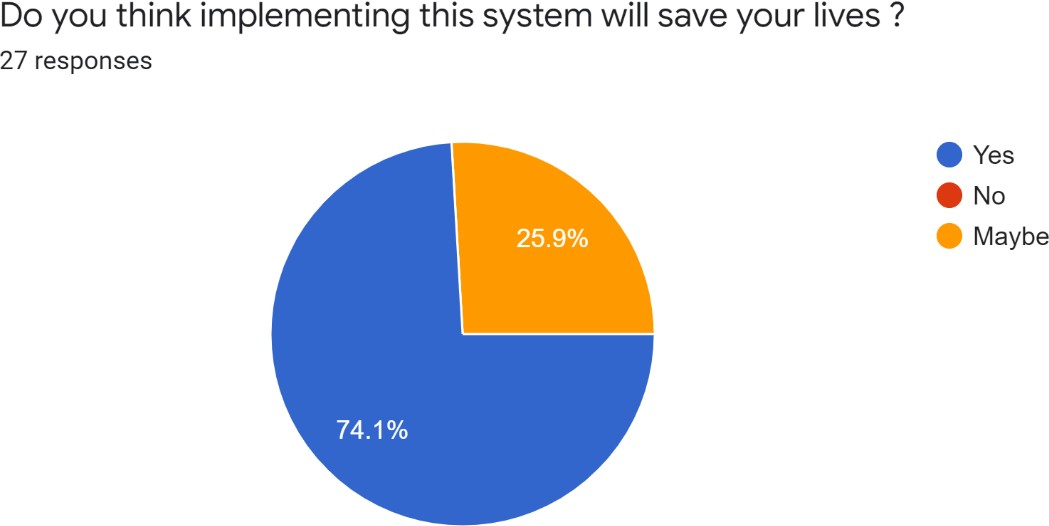 Do you think implementing this system will save your lives ?
27 responses
Yes
No
Maybe
25.9%
74.1%